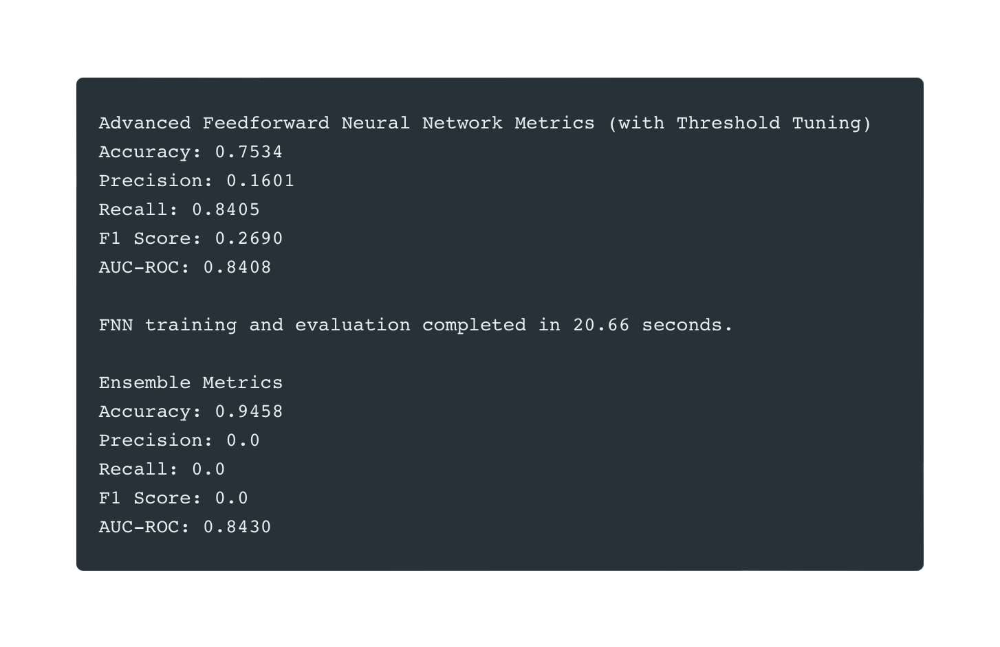 Advanced Feedforward Neural Network Metrics (with Threshold Tuning)
Accuracy: 0.7534
Precision: 0.1601
Recall: 0.8405
F1 Score: 0.2690
AUC-ROC: 0.8408
FNN training and evaluation completed in 20.66 seconds.
Ensemble Metrics
Accuracy: 0.9458
Precision: 0.0
Recall: 0.0
F1 Score: 0.0
AUC-ROC: 0.8430